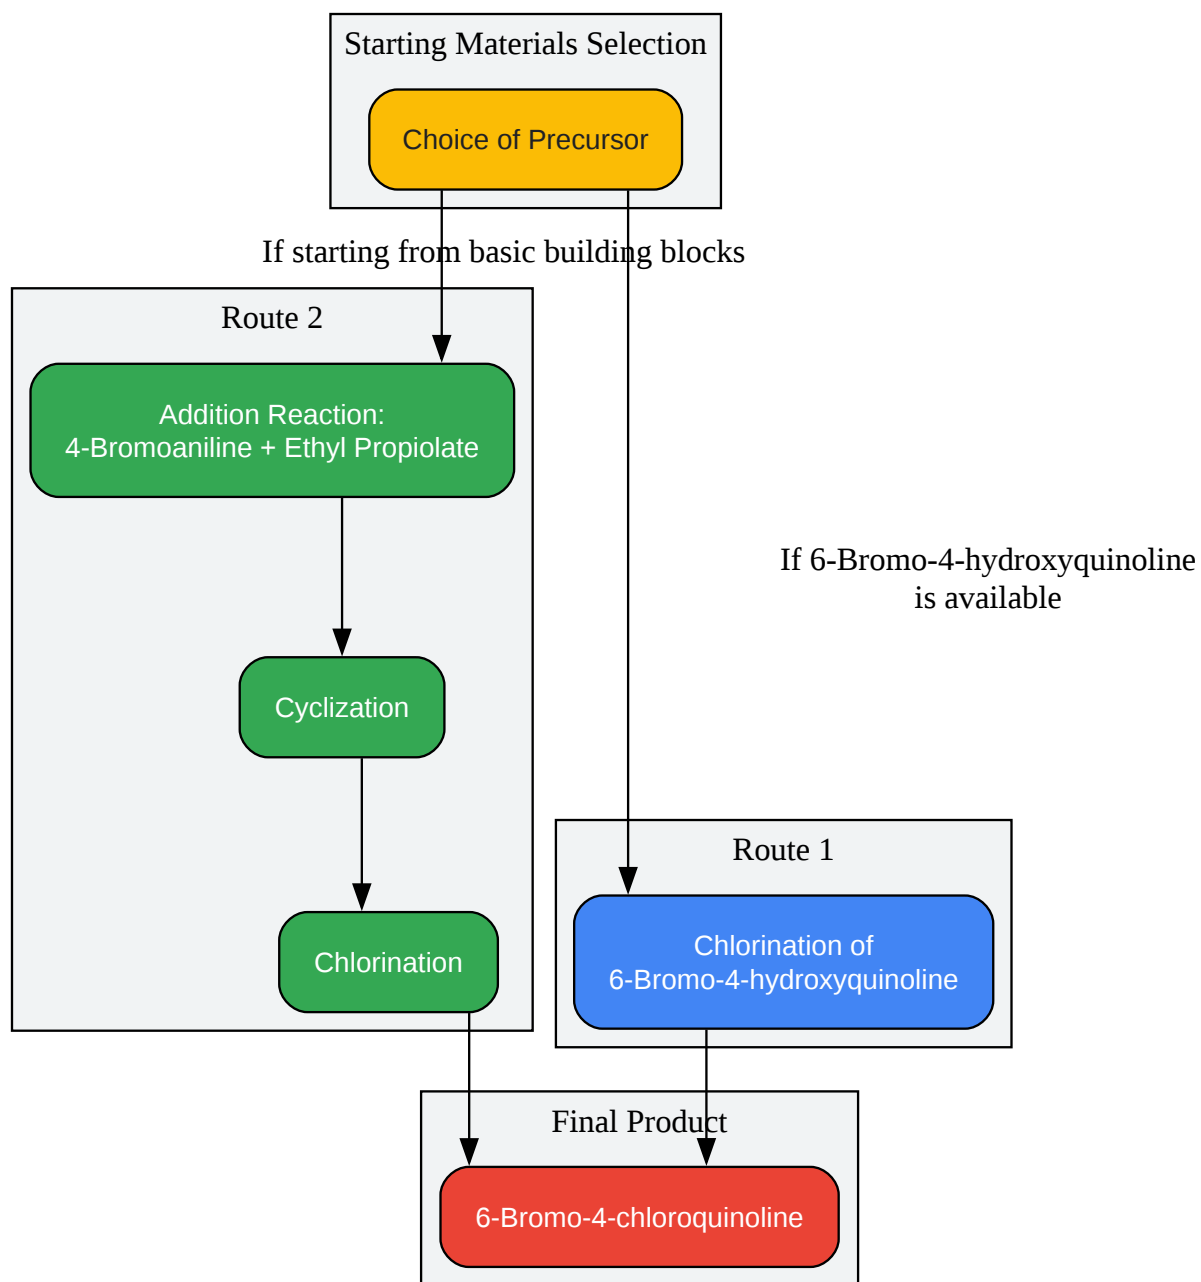 Starting Materials Selection
Choice of Precursor
If starting from basic building blocks
Route 2
Addition Reaction:
4-Bromoaniline + Ethyl Propiolate
If 6-Bromo-4-hydroxyquinoline
is available
Cyclization
Route 1
Chlorination
Chlorination of
6-Bromo-4-hydroxyquinoline
Final Product
6-Bromo-4-chloroquinoline